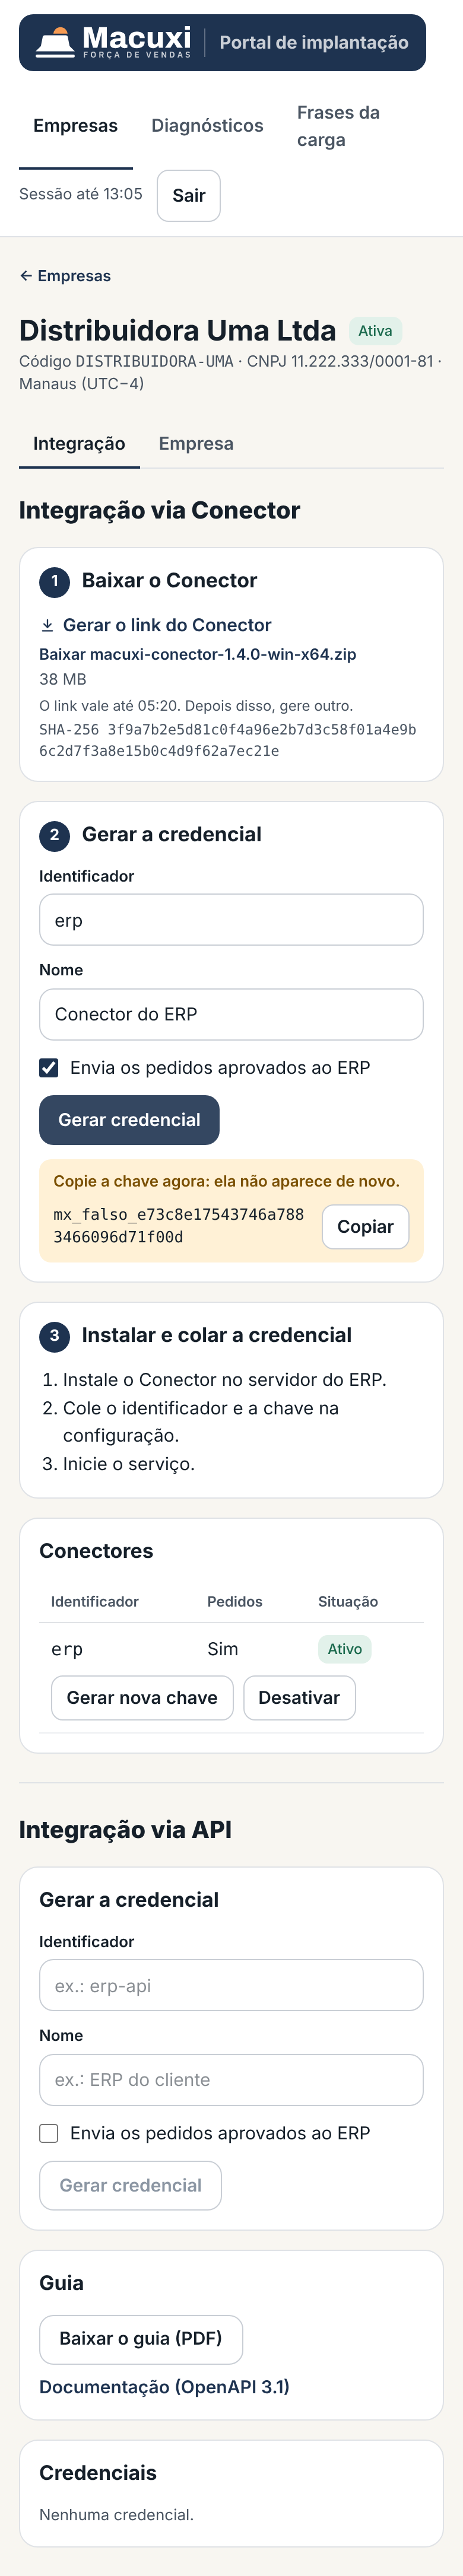 Macuxi
FORÇA DE VENDAS
Portal de implantação
Empresas
Diagnósticos
Frases da
carga
Sessão até 13:05
Sair
← Empresas
Distribuidora Uma Ltda
Ativa
Código DISTRIBUIDORA-UMA · CNPJ 11.222.333/0001-81 ·
Manaus (UTC−4)
Integração
Empresa
Integração via Conector
1 Baixar o Conector
Gerar o link do Conector
Baixar macuxi-conector-1.4.0-win-x64.zip
38 MB
O link vale até 05:20. Depois disso, gere outro.
SHA-256 3f9a7b2e5d81c0f4a96e2b7d3c58f01a4e9b
6c2d7f3a8e15b0c4d9f62a7ec21e
2 Gerar a credencial
Identificador
erp
Nome
Conector do ERP
Envia os pedidos aprovados ao ERP
Gerar credencial
Copie a chave agora: ela não aparece de novo.
mx_falso_e73c8e17543746a788
3466096d71f00d
Copiar
3 Instalar e colar a credencial
1. Instale o Conector no servidor do ERP.
2. Cole o identificador e a chave na
configuração.
3. Inicie o serviço.
Conectores
Identificador Pedidos Situação
erp Sim Ativo
Gerar nova chave Desativar
Integração via API
Gerar a credencial
Identificador
ex.: erp-api
Nome
ex.: ERP do cliente
Envia os pedidos aprovados ao ERP
Gerar credencial
Guia
Baixar o guia (PDF)
Documentação (OpenAPI 3.1)
Credenciais
Nenhuma credencial.